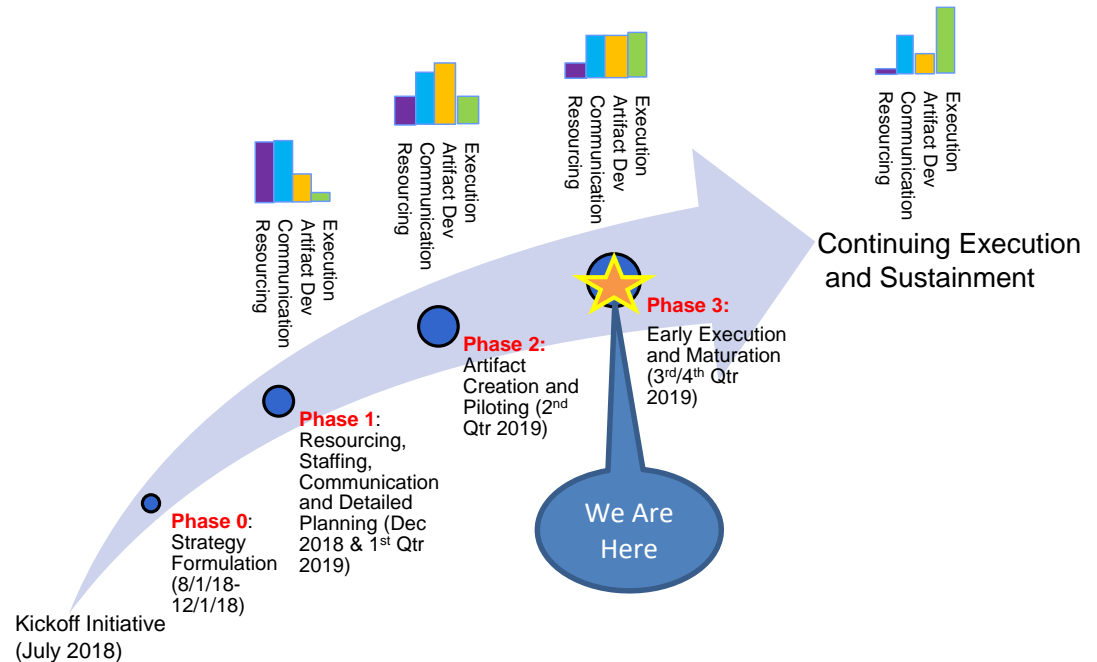 Execution
Artifact Dev
Communication
Resourcing
Execution
Artifact Dev
Communication
Resourcing
Execution
Artifact Dev
Communication
Resourcing
Execution
Artifact Dev
Communication
Resourcing
Continuing Execution
and Sustainment
Phase 3:
Early Execution
and Maturation
(3rd/4th Qtr
2019)
Phase 2:
Artifact
Creation and
Piloting (2nd
Qtr 2019)
Phase 1:
Resourcing,
Staffing,
Communication
and Detailed
Planning (Dec
2018 & 1st Qtr
2019)
We Are
Here
Phase 0:
Strategy
Formulation
(8/1/18-
12/1/18)
Kickoff Initiative
(July 2018)